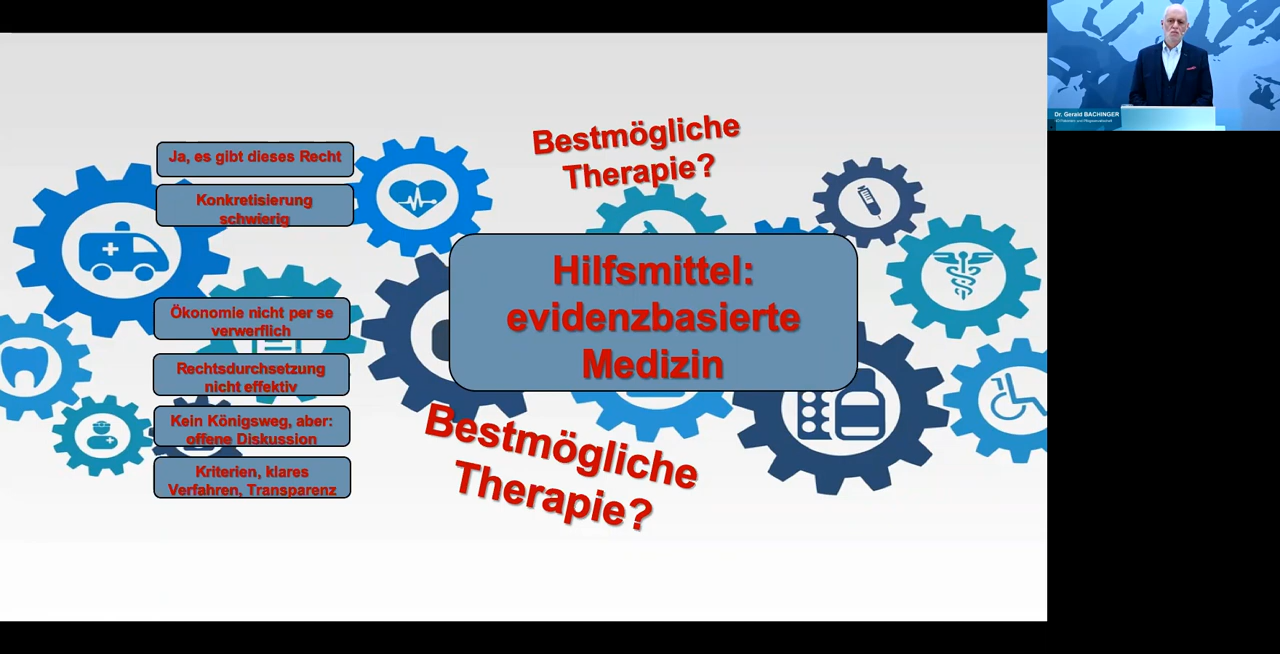 Bestmögliche
Therapie?
Ja, es gibt dieses Recht
Konkretisierung
schwierig
Ökonomie nicht per se
verwerflich
Rechtsdurchsetzung
nicht effektiv
Kein Königsweg, aber:
offene Diskussion
Kriterien, klares
Verfahren, Transparenz
Hilfsmittel:
evidenzbasierte
Medizin
Bestmögliche
Therapie?
Dr. Gerald BACHINGER